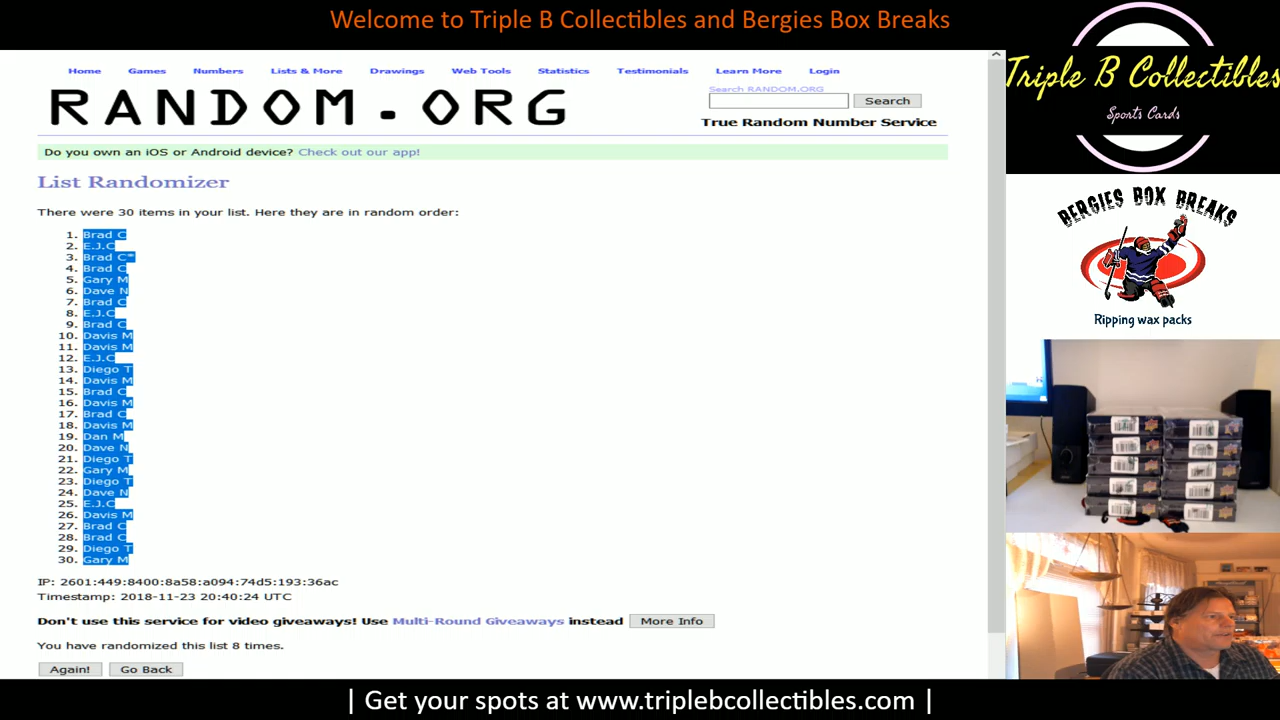 Welcome to Triple B Collectibles and Bergies Box Breaks
Home Games Numbers Lists & More Drawings Web Tools Statistics Testimonials Learn More Login
RANDOM.ORG
Search RANDOM.ORG
Search
True Random Number Service
Do you own an iOS or Android device? Check out our app!
List Randomizer
There were 30 items in your list. Here they are in random order:
1. Brad C
2. E.J.C
3. Brad C*
4. Brad C
5. Gary M
6. Dave N
7. Brad C
8. E.J.C
9. Brad C
10. Davis M
11. Davis M
12. E.J.C
13. Diego T
14. Davis M
15. Brad C
16. Davis M
17. Brad C
18. Davis M
19. Dan M
20. Dave N
21. Diego T
22. Gary M
23. Diego T
24. Dave N
25. E.J.C
26. Davis M
27. Brad C
28. Brad C
29. Diego T
30. Gary M
IP: 2601:449:8400:8a58:a094:74d5:193:36ac
Timestamp: 2018-11-23 20:40:24 UTC
Don't use this service for video giveaways! Use Multi-Round Giveaways instead More Info
You have randomized this list 8 times.
Again! Go Back
Triple B Collectibles
Sports Cards
BERGIES BOX BREAKS
Ripping wax packs
| Get your spots at www.triplebcollectibles.com |